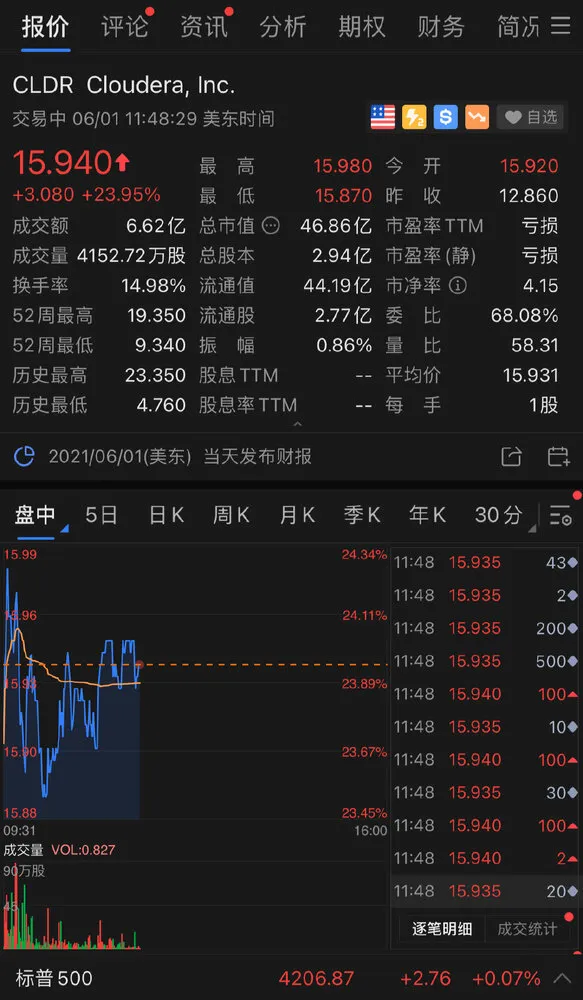 报价 评论 资讯 分析 期权 财务 简况
CLDR Cloudera, Inc.
交易中 06/01 11:48:29 美东时间
自选
15.940 最高 15.980 今开 15.920
+3.080 +23.95% 最低 15.870 昨收 12.860
成交额 6.62亿 总市值 46.86亿 市盈率TTM 亏损
成交量 4152.72万股 总股本 2.94亿 市盈率(静) 亏损
换手率 14.98% 流通值 44.19亿 市净率 4.15
52周最高 19.350 流通股 2.77亿 委比 68.08%
52周最低 9.340 振幅 0.86% 量比 58.31
历史最高 23.350 股息TTM -- 平均价 15.931
历史最低 4.760 股息率TTM -- 每手 1股
2021/06/01(美东) 当天发布财报
盘中 5日 日K 周K 月K 季K 年K 30分
15.99 24.34%
15.96 24.11%
15.93 23.89%
15.90 23.67%
15.88 23.45%
09:31 16:00
成交量 VOL:0.827
90万股
45
11:48 15.935 43
11:48 15.935 2
11:48 15.935 200
11:48 15.935 500
11:48 15.940 100
11:48 15.935 10
11:48 15.940 100
11:48 15.935 30
11:48 15.940 100
11:48 15.940 2
11:48 15.935 20
逐笔明细 成交统计
标普500 4206.87 +2.76 +0.07%